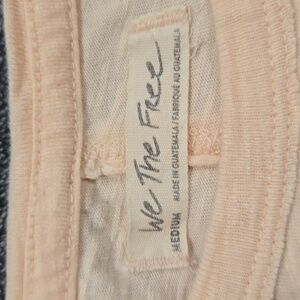 We The Free
MEDIUM
MADE IN GUATEMALA / FABRIQUÉ AU GUATEMALA